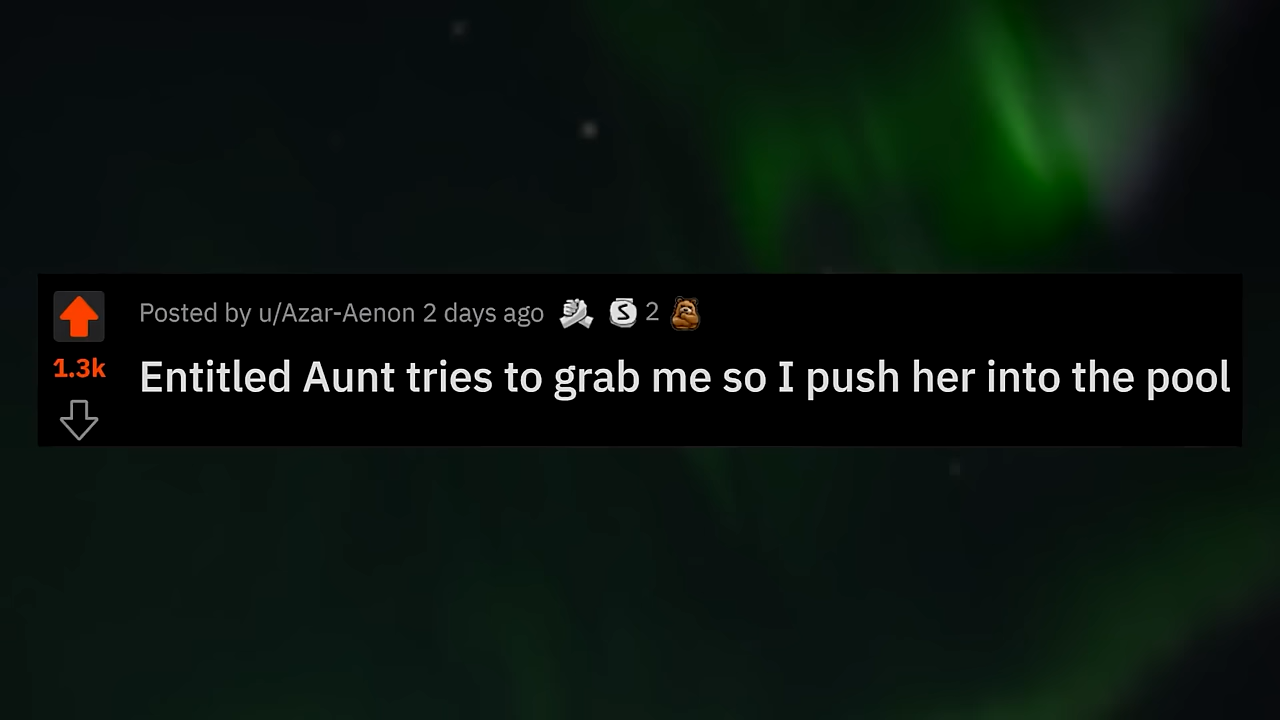 Posted by u/Azar-Aenon 2 days ago S 2
1.3k
Entitled Aunt tries to grab me so I push her into the pool